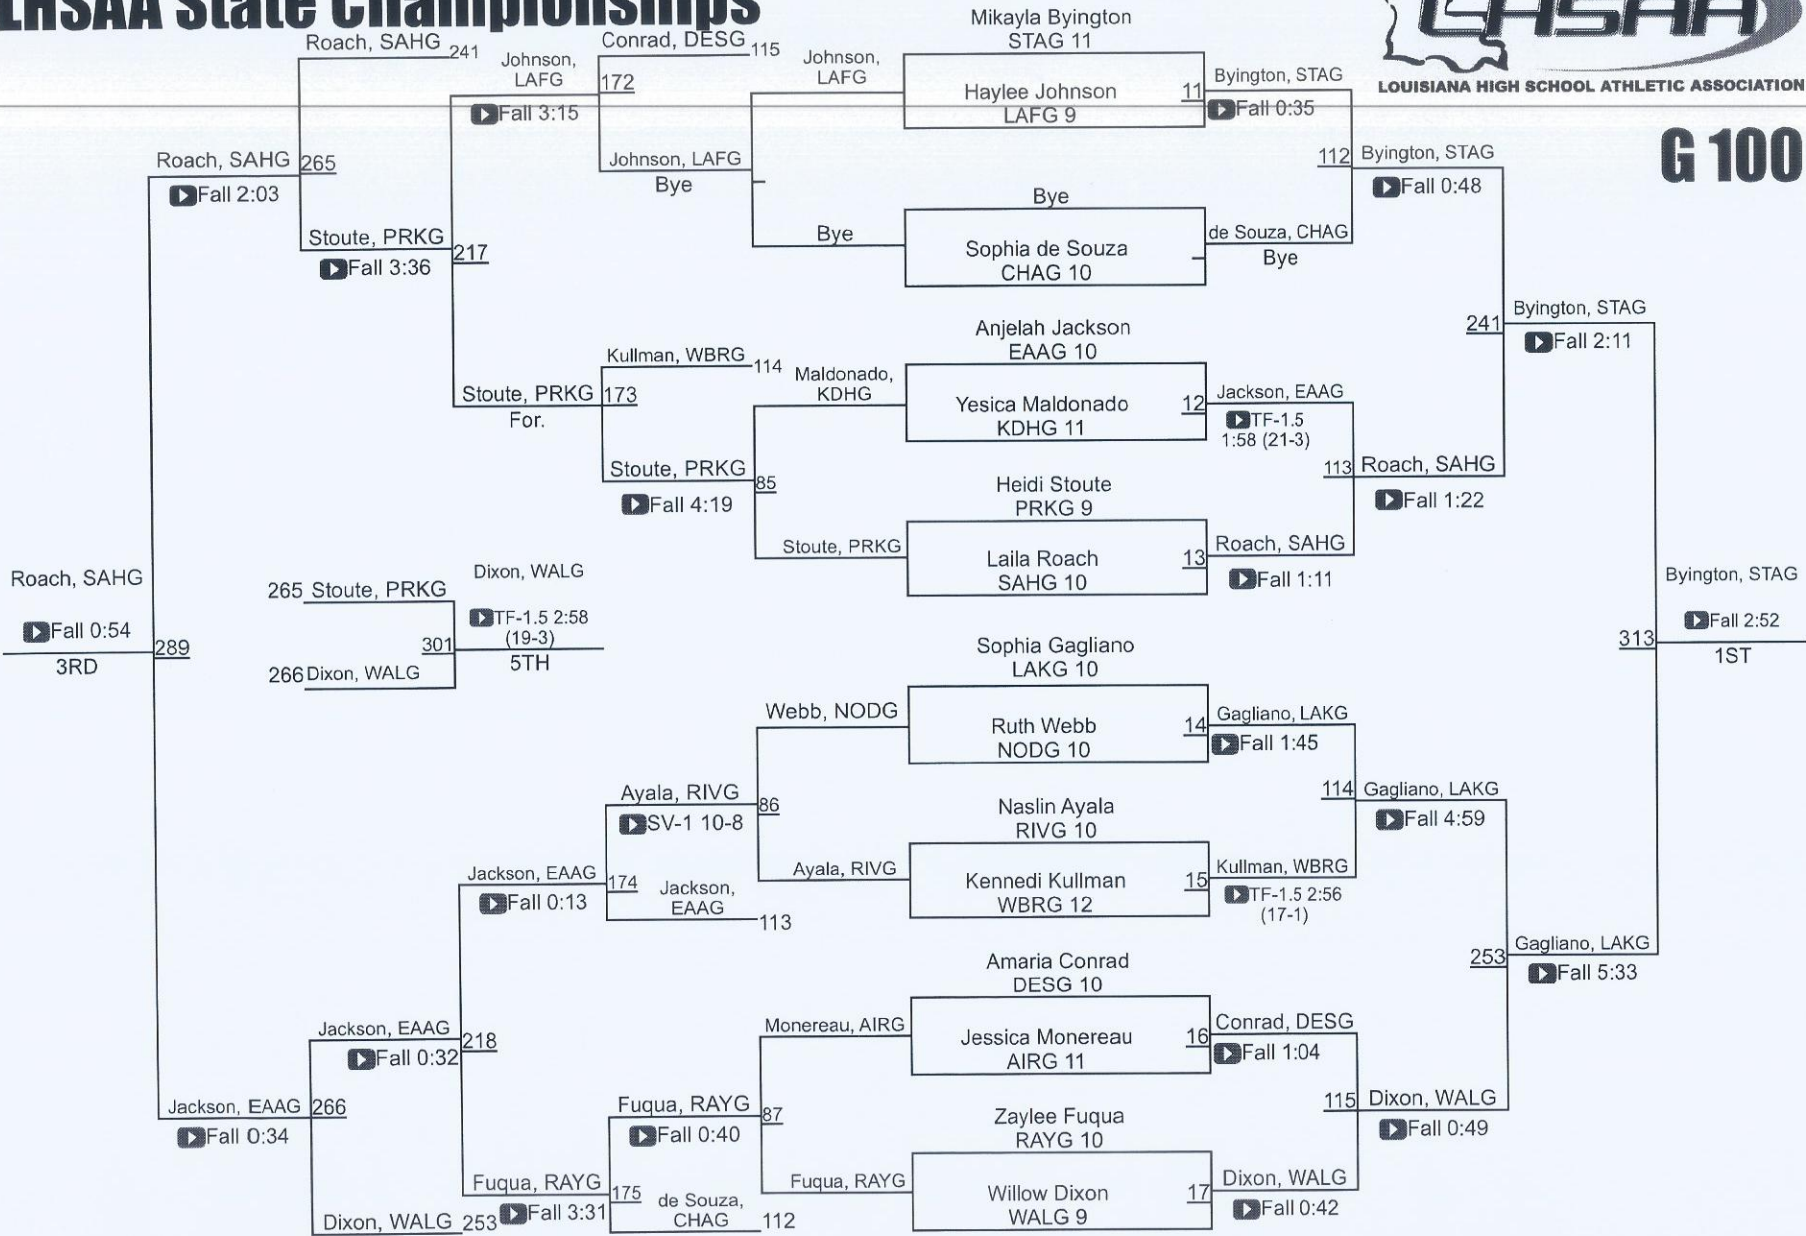 LHSAA State Championships
LHSAA
LOUISIANA HIGH SCHOOL ATHLETIC ASSOCIATION
G 100
Roach, SAHG 241
Johnson,
LAFG
Fall 3:15
Conrad, DESG 115
172
Johnson, LAFG
Bye
Johnson,
LAFG
Bye
Mikayla Byington
STAG 11
Haylee Johnson
LAFG 9
11
Byington, STAG
Fall 0:35
Bye
Sophia de Souza
CHAG 10
de Souza, CHAG
Bye
112
Byington, STAG
Fall 0:48
Roach, SAHG
Fall 2:03
265
Stoute, PRKG
Fall 3:36
217
Stoute, PRKG
For.
Kullman, WBRG 114
173
Stoute, PRKG
Fall 4:19
85
Maldonado,
KDHG
Stoute, PRKG
Anjelah Jackson
EAAG 10
Yesica Maldonado
KDHG 11
12
Jackson, EAAG
TF-1.5
1:58 (21-3)
Heidi Stoute
PRKG 9
Laila Roach
SAHG 10
13
Roach, SAHG
Fall 1:11
113
Roach, SAHG
Fall 1:22
241
Byington, STAG
Fall 2:11
Roach, SAHG
Fall 0:54
3RD
289
265 Stoute, PRKG
266 Dixon, WALG
301
Dixon, WALG
TF-1.5 2:58
(19-3)
5TH
313
Byington, STAG
Fall 2:52
1ST
Sophia Gagliano
LAKG 10
Ruth Webb
NODG 10
14
Gagliano, LAKG
Fall 1:45
Webb, NODG
Ayala, RIVG
SV-1 10-8
86
Ayala, RIVG
Naslin Ayala
RIVG 10
Kennedi Kullman
WBRG 12
15
Kullman, WBRG
TF-1.5 2:56
(17-1)
114
Gagliano, LAKG
Fall 4:59
Jackson, EAAG
Fall 0:13
174
Jackson,
EAAG
113
253
Gagliano, LAKG
Fall 5:33
Amaria Conrad
DESG 10
Jessica Monereau
AIRG 11
16
Conrad, DESG
Fall 1:04
Monereau, AIRG
Jackson, EAAG
Fall 0:32
218
Jackson, EAAG
Fall 0:34
266
Dixon, WALG 253
Fuqua, RAYG
Fall 0:40
87
Fuqua, RAYG
Zaylee Fuqua
RAYG 10
Willow Dixon
WALG 9
17
Dixon, WALG
Fall 0:42
115
Dixon, WALG
Fall 0:49
Fuqua, RAYG
Fall 3:31
175
de Souza,
CHAG
112